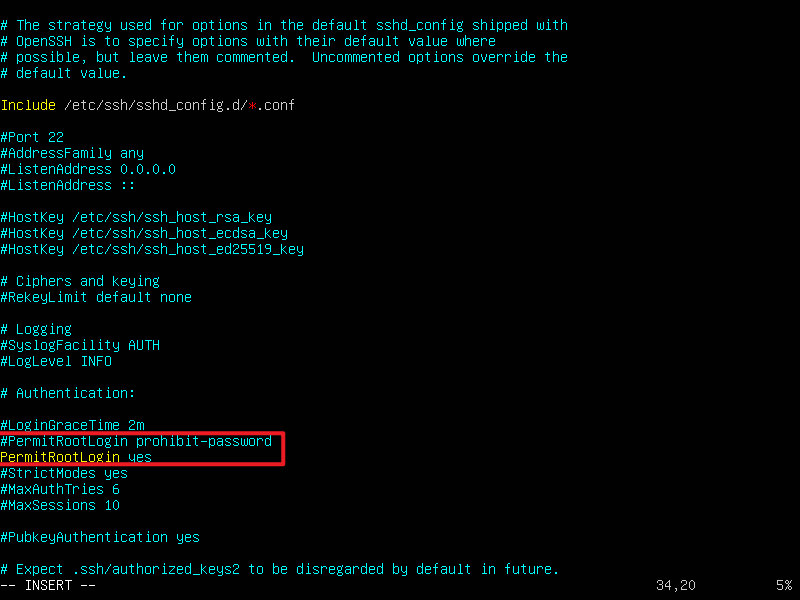 # The strategy used for options in the default sshd_config shipped with
# OpenSSH is to specify options with their default value where
# possible, but leave them commented.  Uncommented options override the
# default value.
Include /etc/ssh/sshd_config.d/*.conf
#Port 22
#AddressFamily any
#ListenAddress 0.0.0.0
#ListenAddress ::
#HostKey /etc/ssh/ssh_host_rsa_key
#HostKey /etc/ssh/ssh_host_ecdsa_key
#HostKey /etc/ssh/ssh_host_ed25519_key
# Ciphers and keying
#RekeyLimit default none
# Logging
#SyslogFacility AUTH
#LogLevel INFO
# Authentication:
#LoginGraceTime 2m
#PermitRootLogin prohibit-password
PermitRootLogin yes
#StrictModes yes
#MaxAuthTries 6
#MaxSessions 10
#PubkeyAuthentication yes
# Expect .ssh/authorized_keys2 to be disregarded by default in future.
-- INSERT -- 34,20 5%